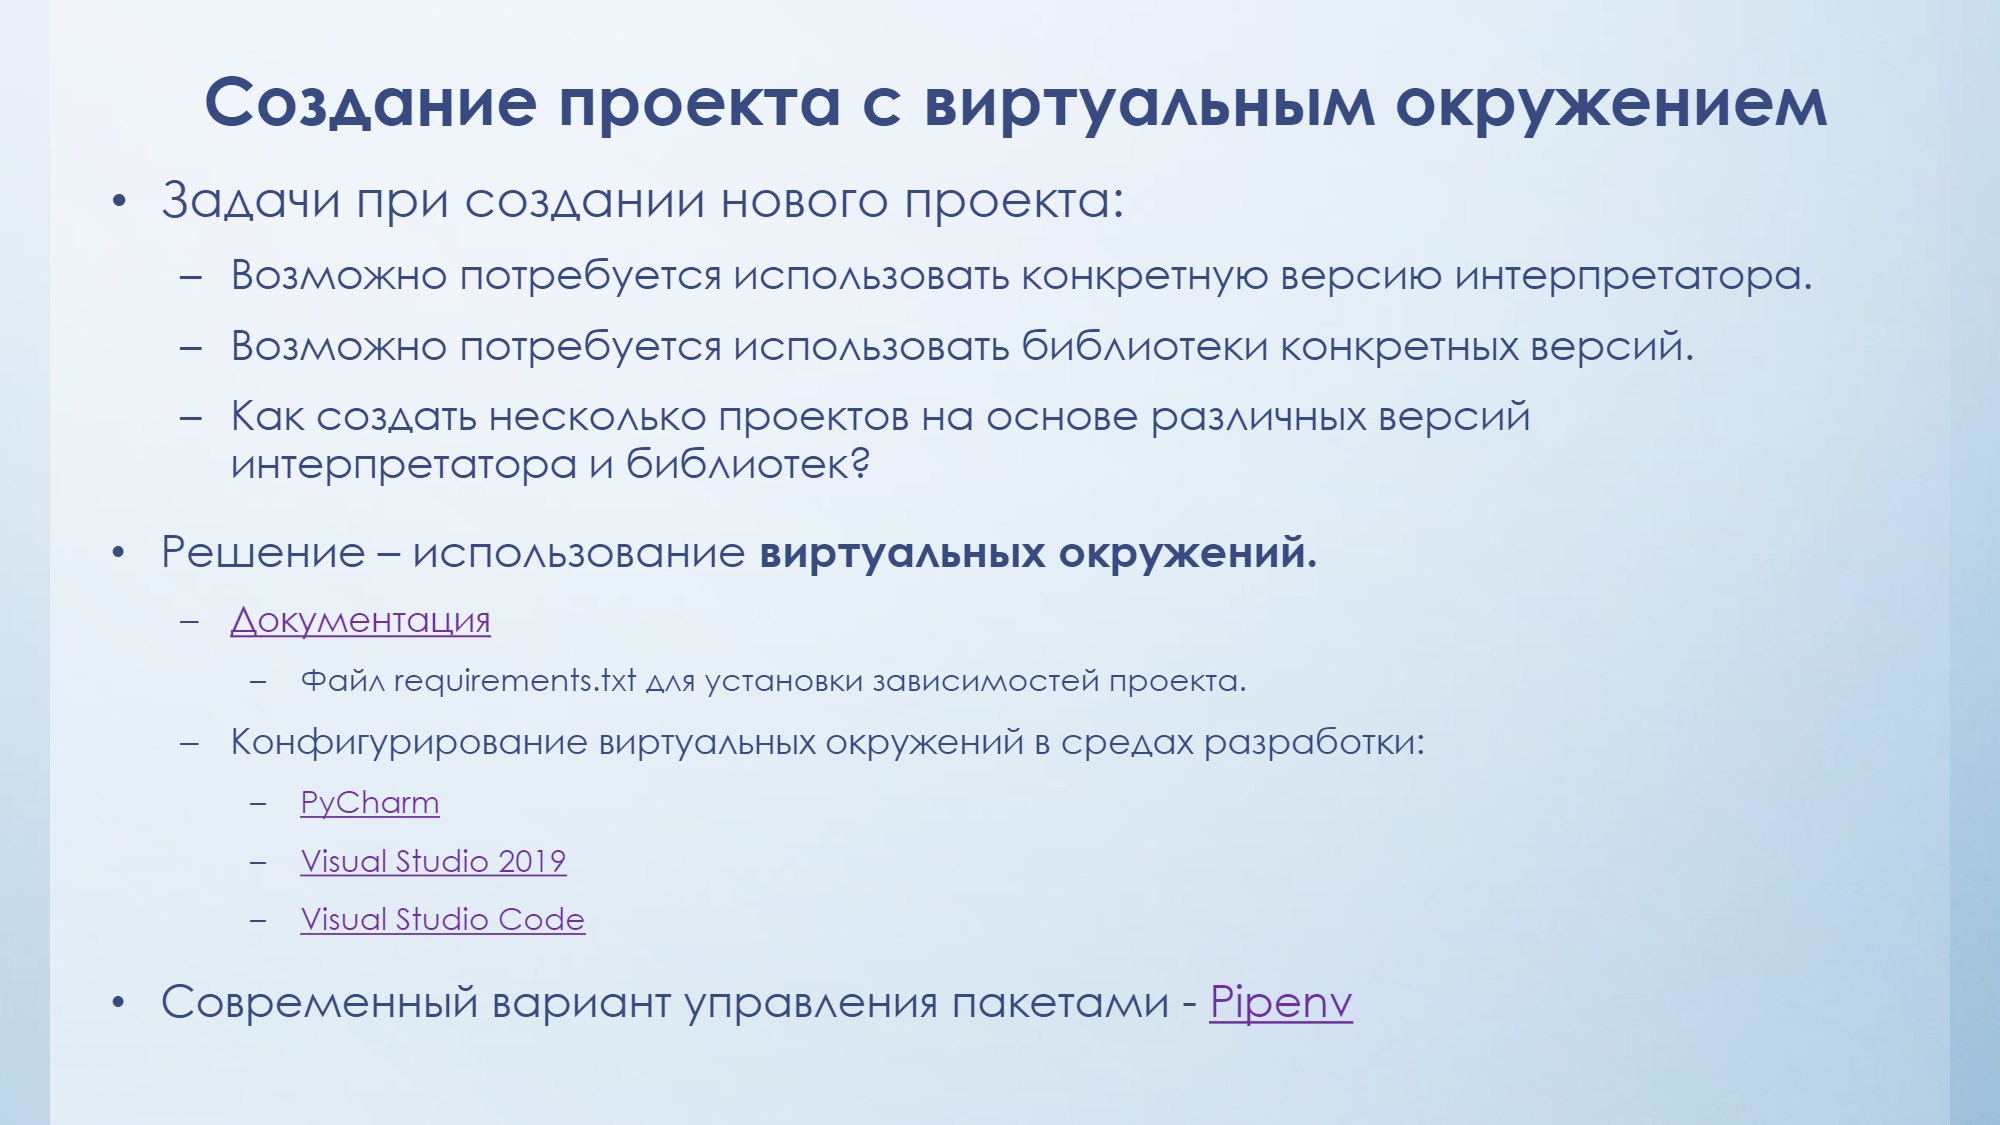 Создание проекта с виртуальным окружением
• Задачи при создании нового проекта:
– Возможно потребуется использовать конкретную версию интерпретатора.
– Возможно потребуется использовать библиотеки конкретных версий.
– Как создать несколько проектов на основе различных версий
интерпретатора и библиотек?
• Решение – использование виртуальных окружений.
– Документация
– Файл requirements.txt для установки зависимостей проекта.
– Конфигурирование виртуальных окружений в средах разработки:
– PyCharm
– Visual Studio 2019
– Visual Studio Code
• Современный вариант управления пакетами - Pipenv